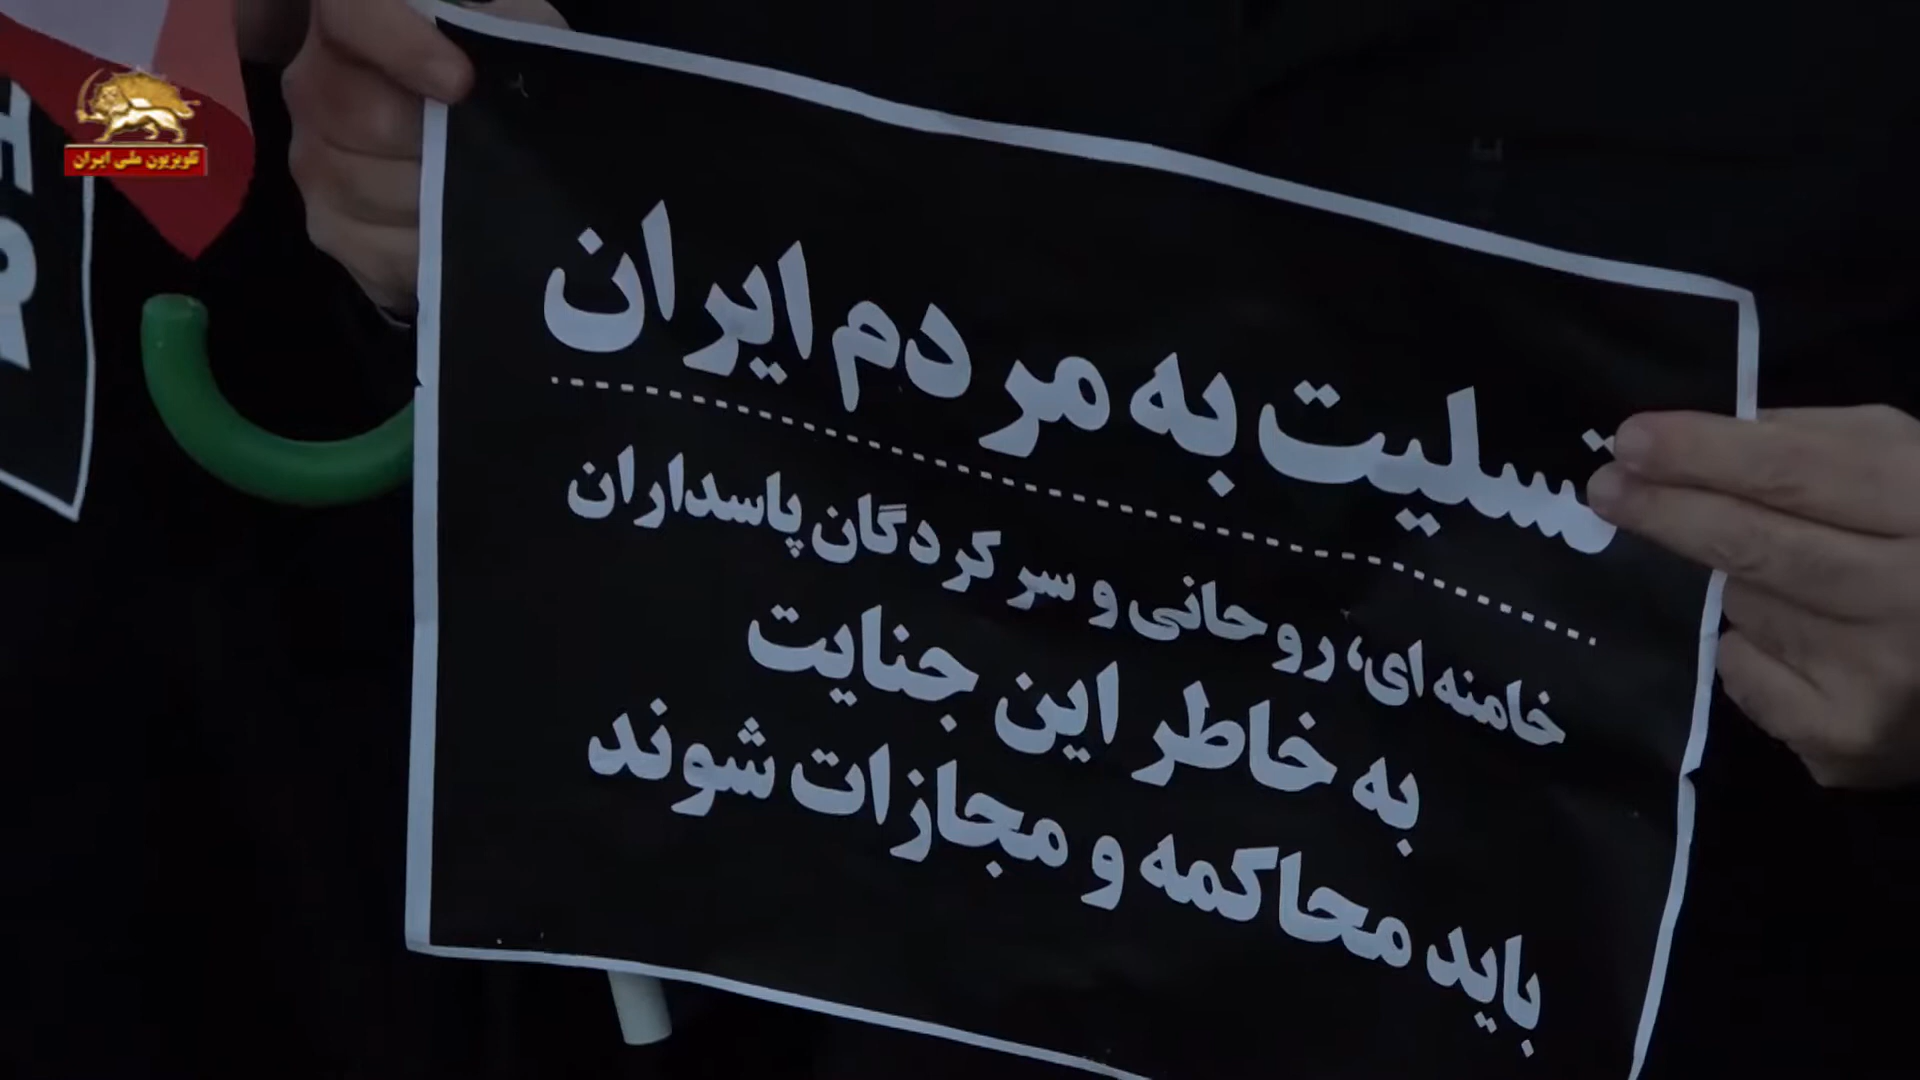 تلویزیون ملی ایران
تسلیت به مردم ایران
خامنه ای، روحانی و سرکردگان پاسداران
به خاطر این جنایت
باید محاکمه و مجازات شوند